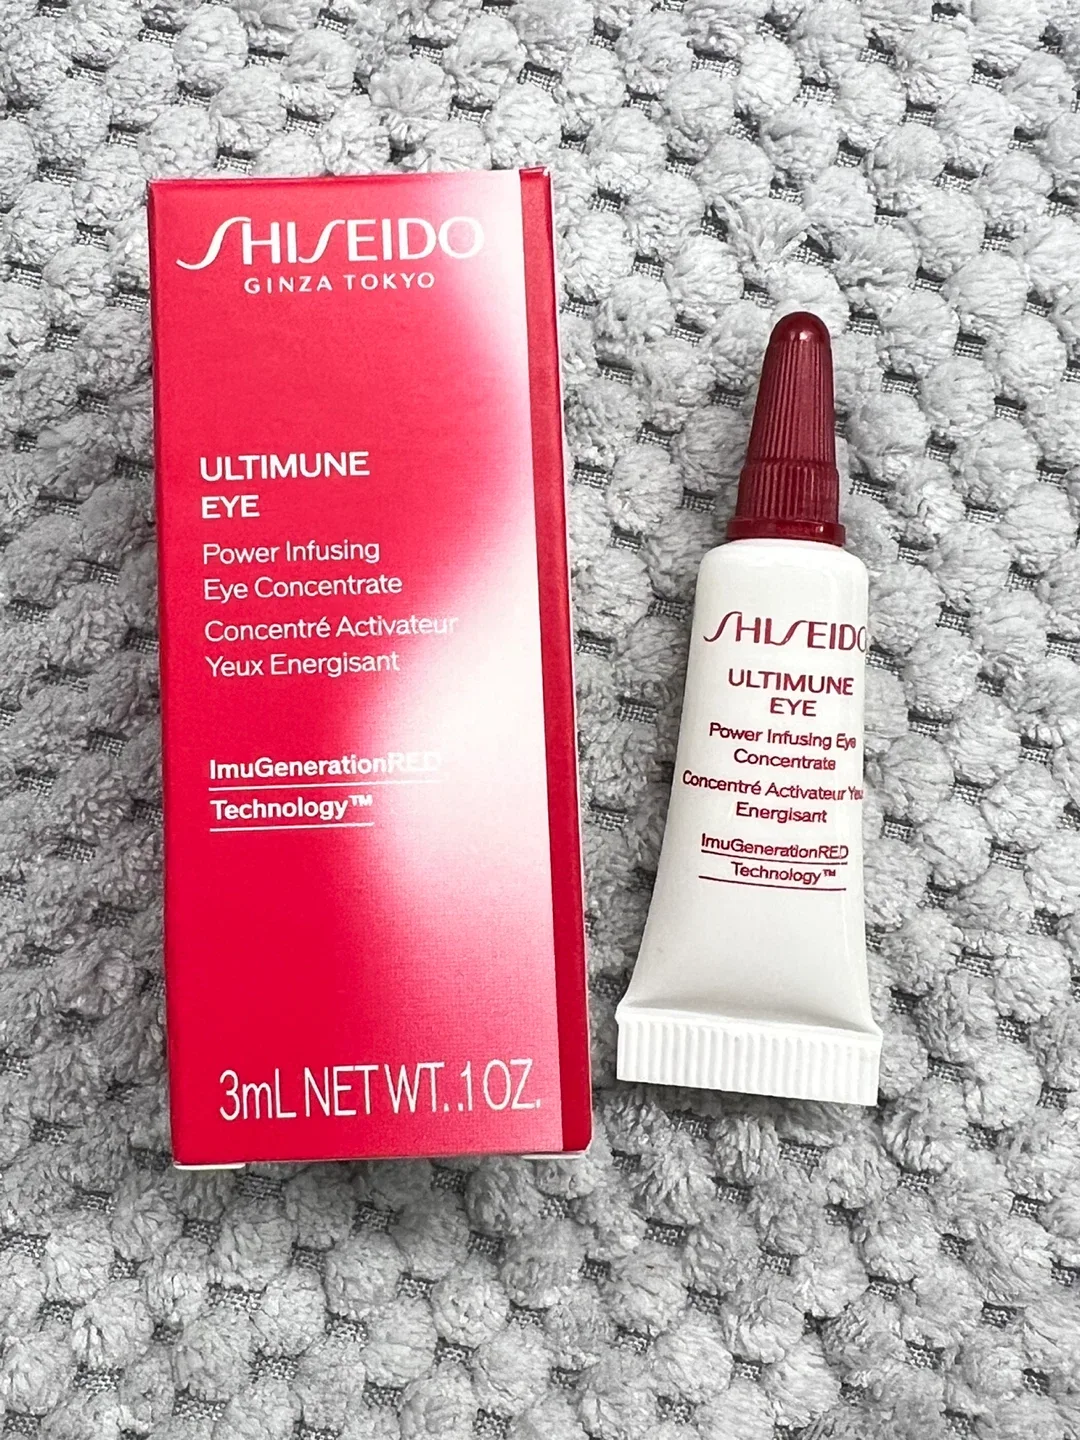 SHISEIDO
GINZA TOKYO
ULTIMUNE
EYE
Power Infusing
Eye Concentrate
Concentré Activateur
Yeux Energisant
ImuGenerationRED
Technology™
3mL NET WT. .1 OZ.
SHISEIDO
ULTIMUNE
EYE
Power Infusing Eye
Concentrate
Concentré Activateur Yeux
Energisant
ImuGenerationRED
Technology™